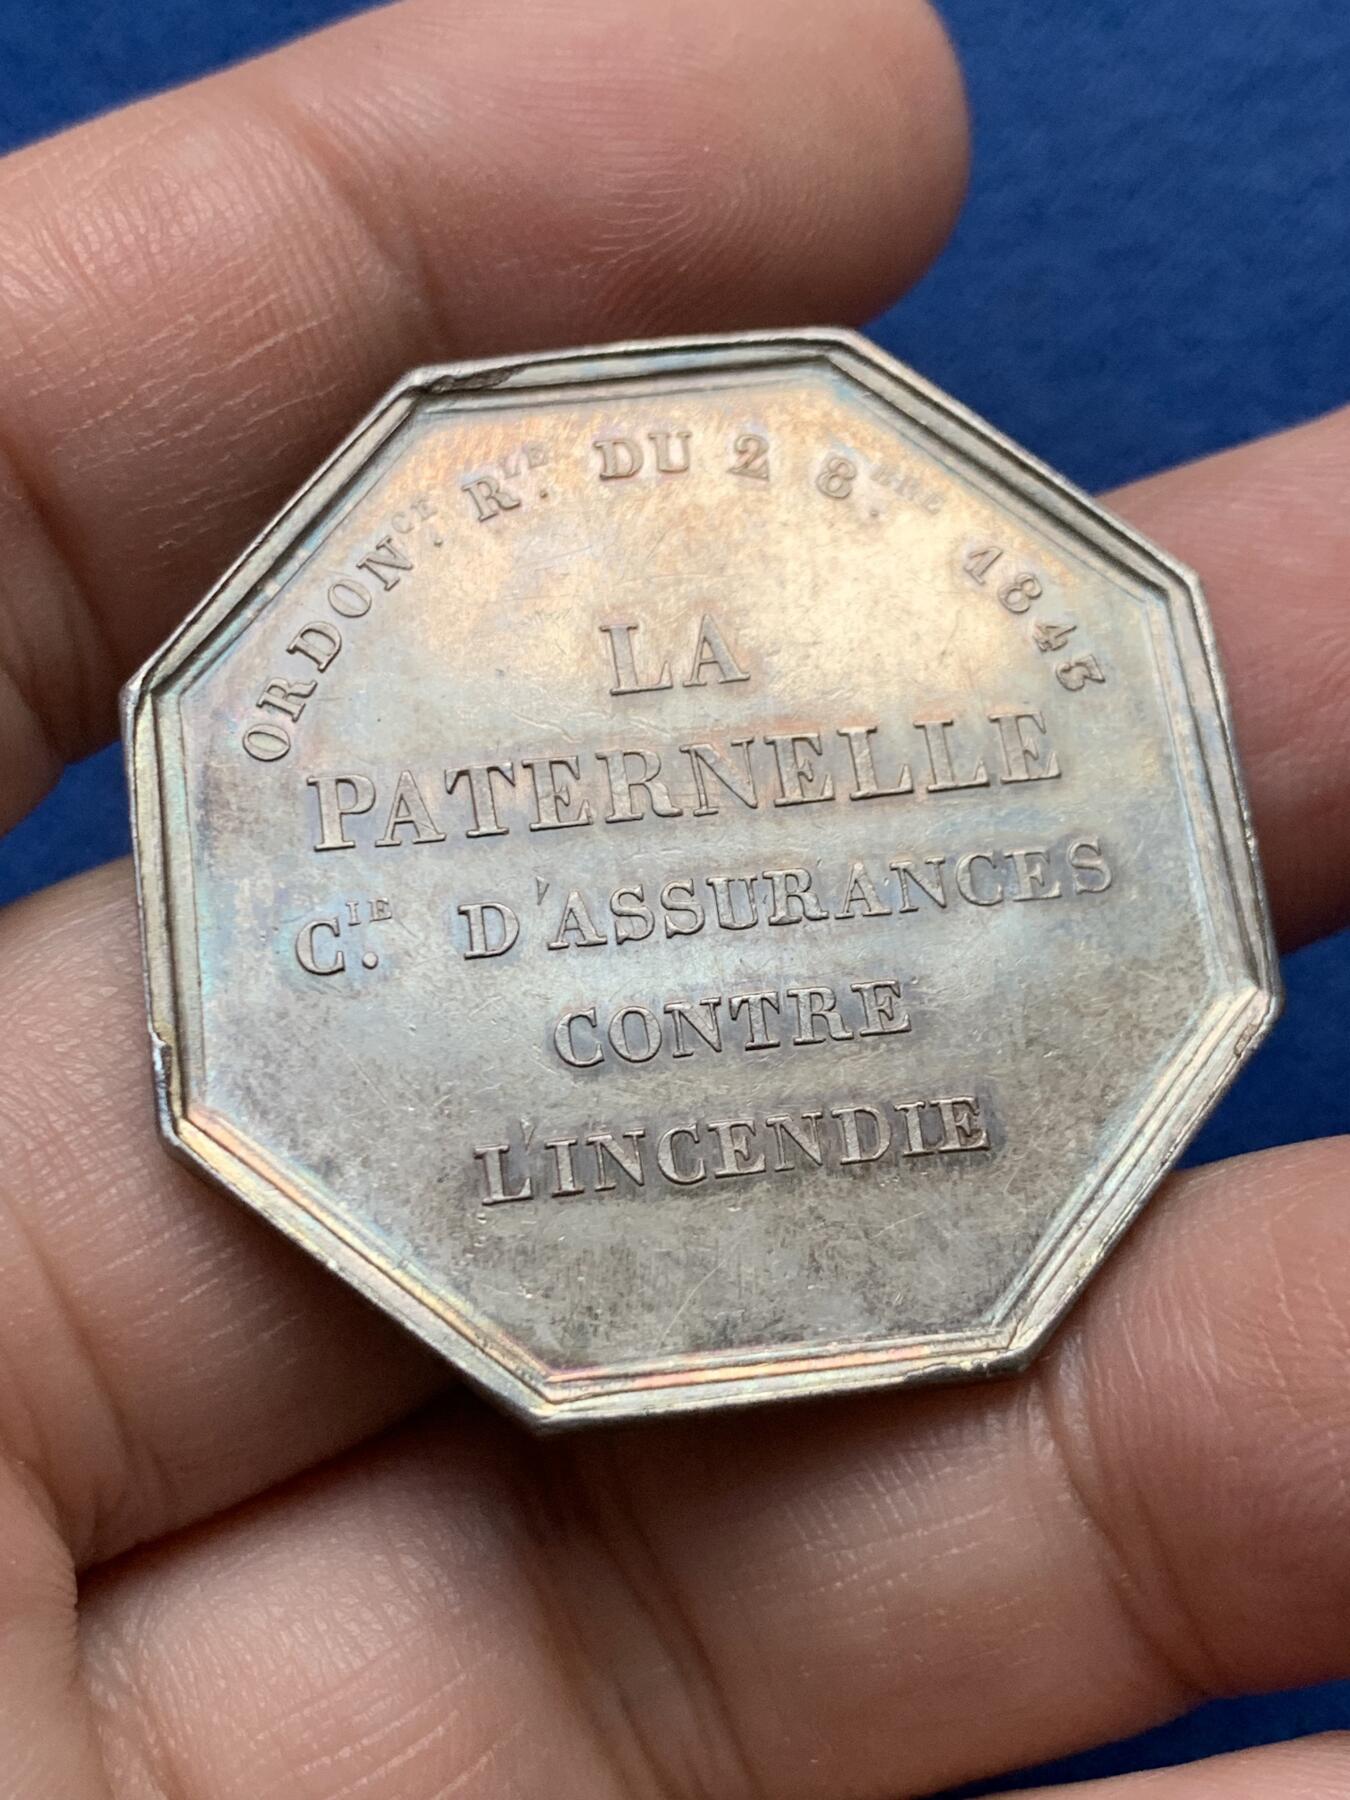 ORDONCE. RLE. DU 2 8BRE. 1843
LA
PATERNELLE
CIE. D'ASSURANCES
CONTRE
L'INCENDIE